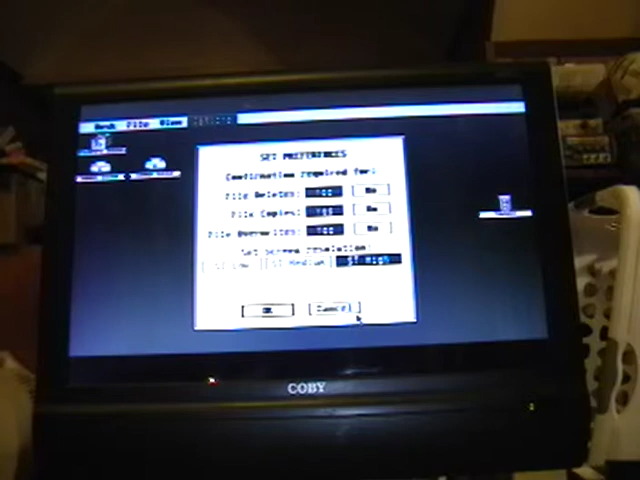 Desk File View Options
SET PREFERENCES
Confirmation required for:
File Deletes: Yes No
File Copies: Yes No
File Overwrites: Yes No
Set screen resolution:
ST Low ST Medium ST High
OK Cancel
COBY